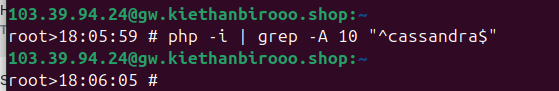 103.39.94.24@gw.kiethanbirooo.shop:~
root>18:05:59 # php -i | grep -A 10 "^cassandra$"
103.39.94.24@gw.kiethanbirooo.shop:~
root>18:06:05 #